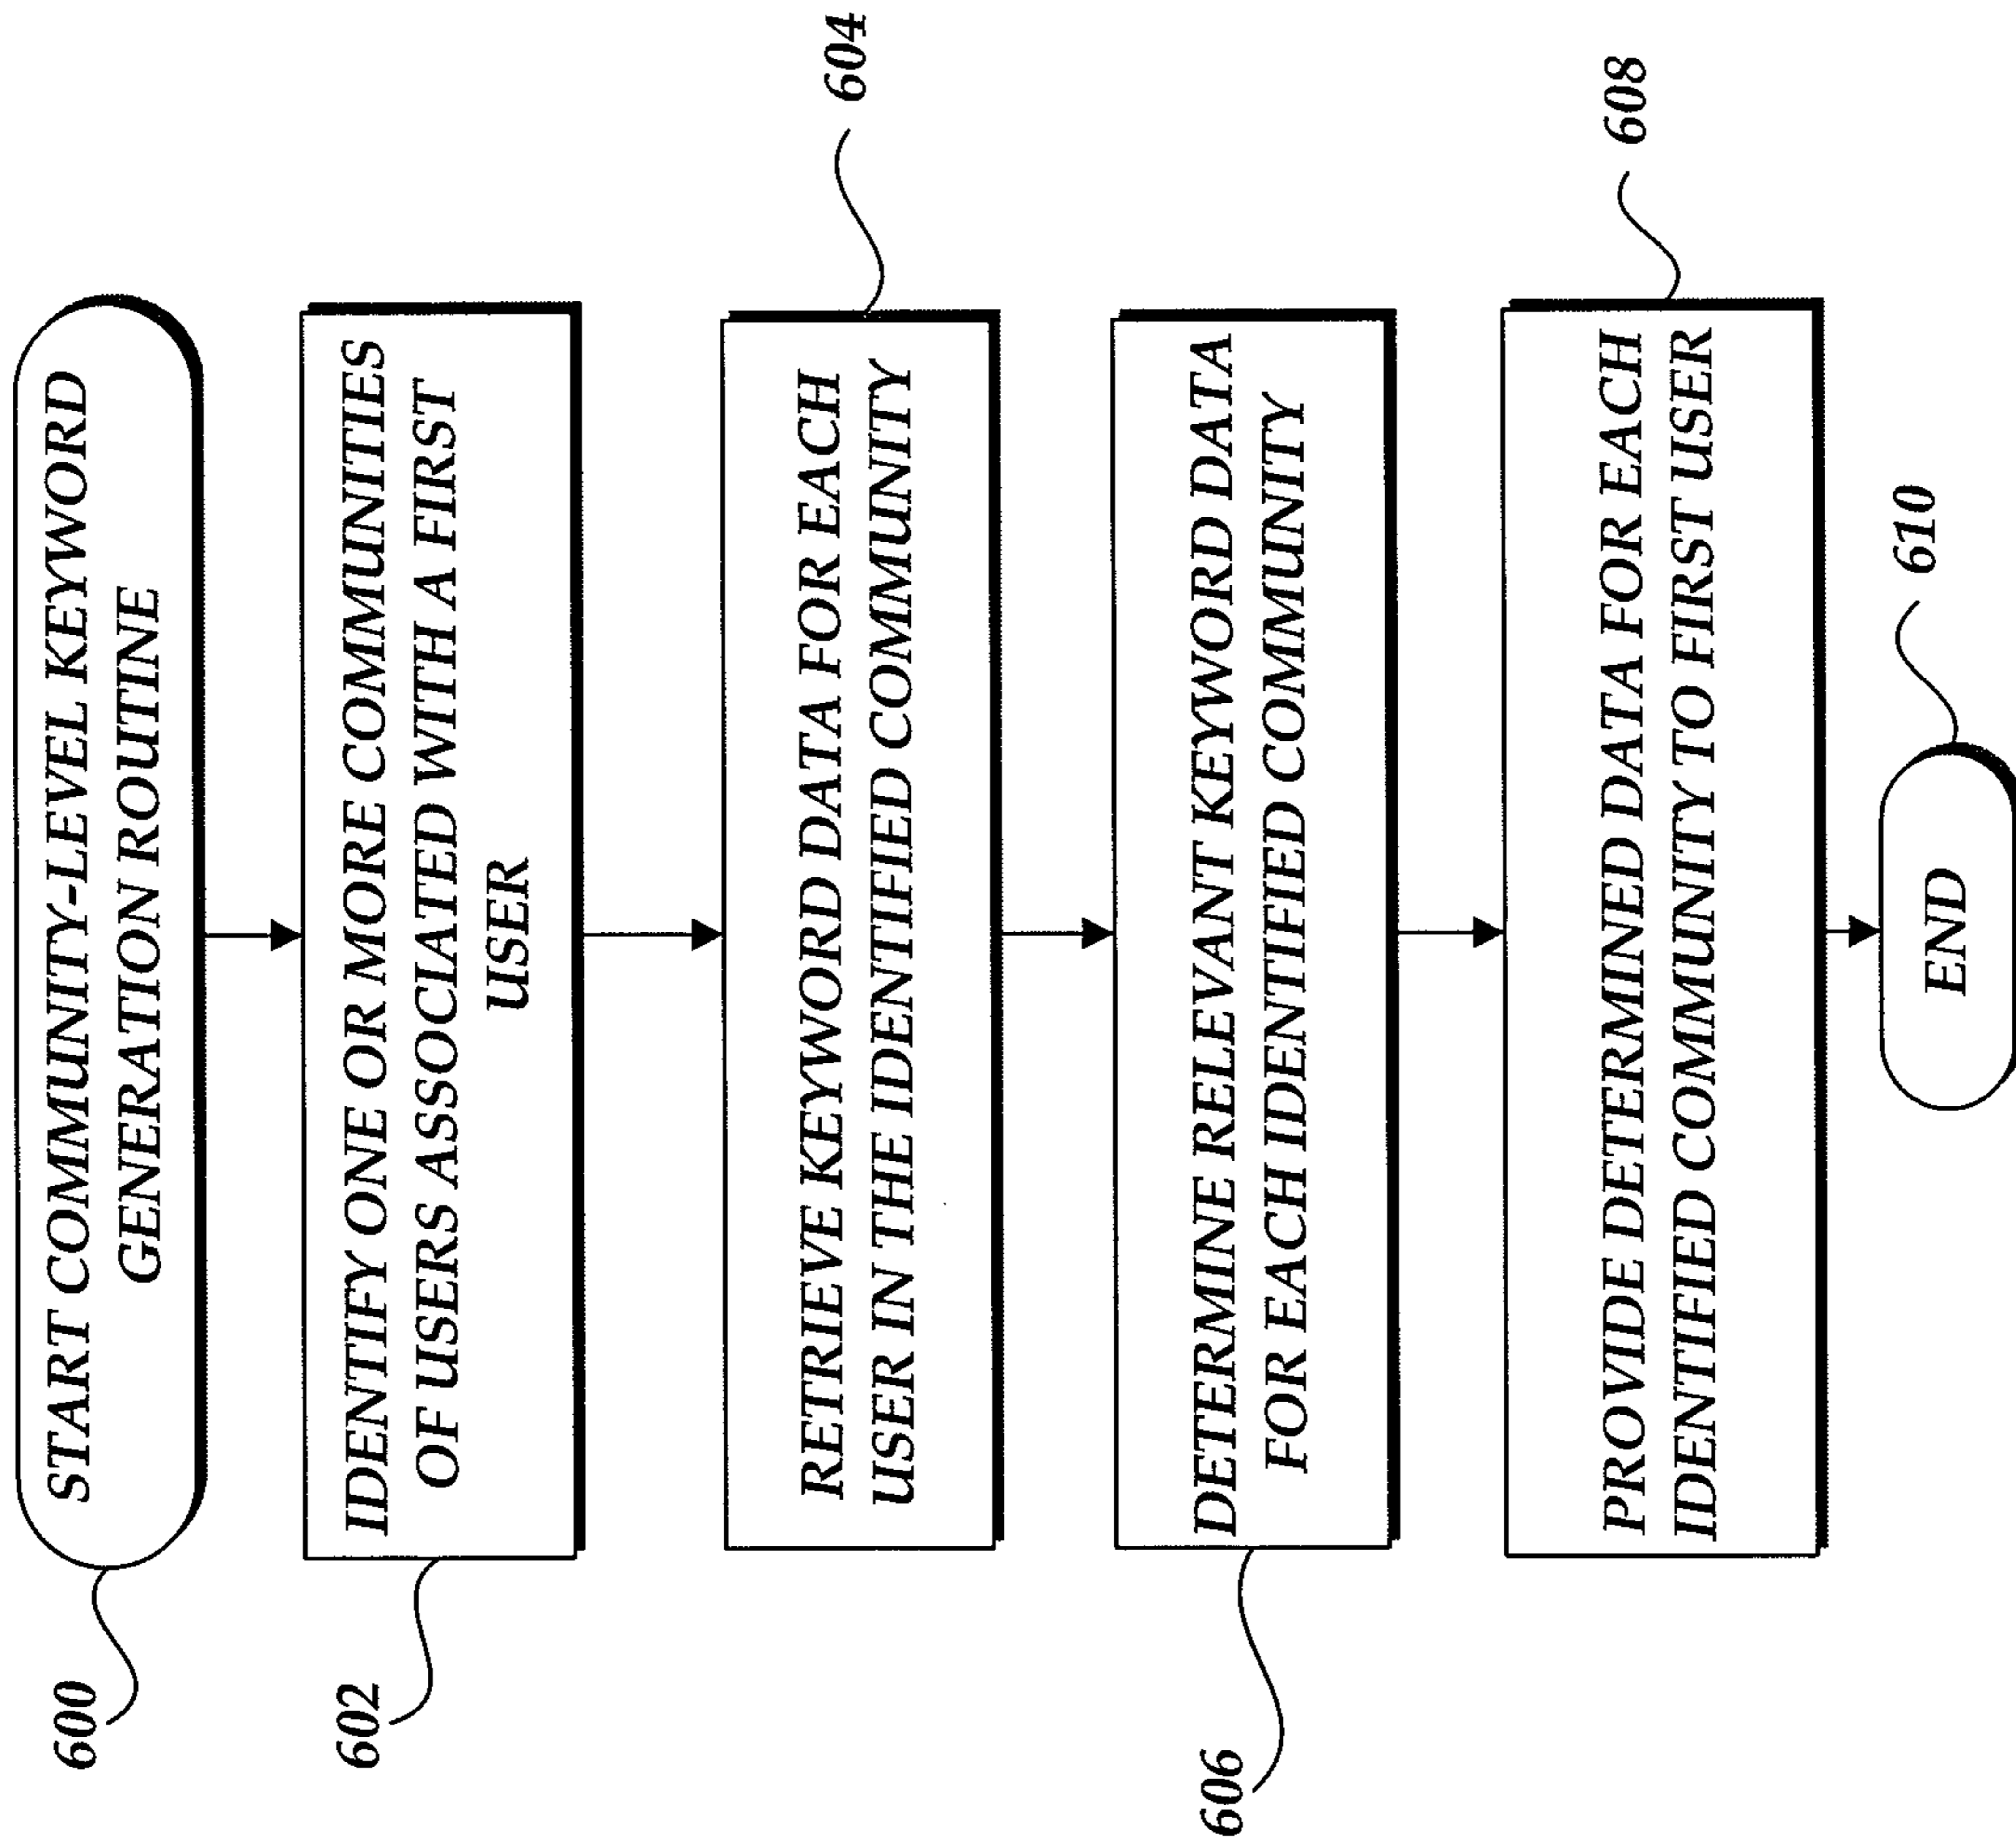 600
START COMMUNITY-LEVEL KEYWORD
GENERATION ROUTINE
602
IDENTIFY ONE OR MORE COMMUNITIES
OF USERS ASSOCIATED WITH A FIRST
USER
RETRIEVE KEYWORD DATA FOR EACH
USER IN THE IDENTIFIED COMMUNITY
604
606
DETERMINE RELEVANT KEYWORD DATA
FOR EACH IDENTIFIED COMMUNITY
PROVIDE DETERMINED DATA FOR EACH
IDENTIFIED COMMUNITY TO FIRST USER
608
END
610